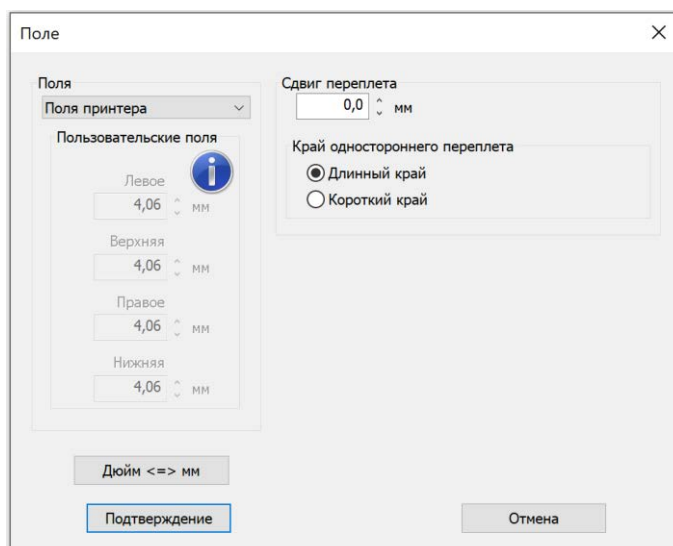 Поле
Поля
Поля принтера
Пользовательские поля
Левое
4,06 мм
Верхняя
4,06 мм
Правое
4,06 мм
Нижняя
4,06 мм
Сдвиг переплета
0,0 мм
Край одностороннего переплета
Длинный край
Короткий край
Дюйм <=> мм
Подтверждение
Отмена